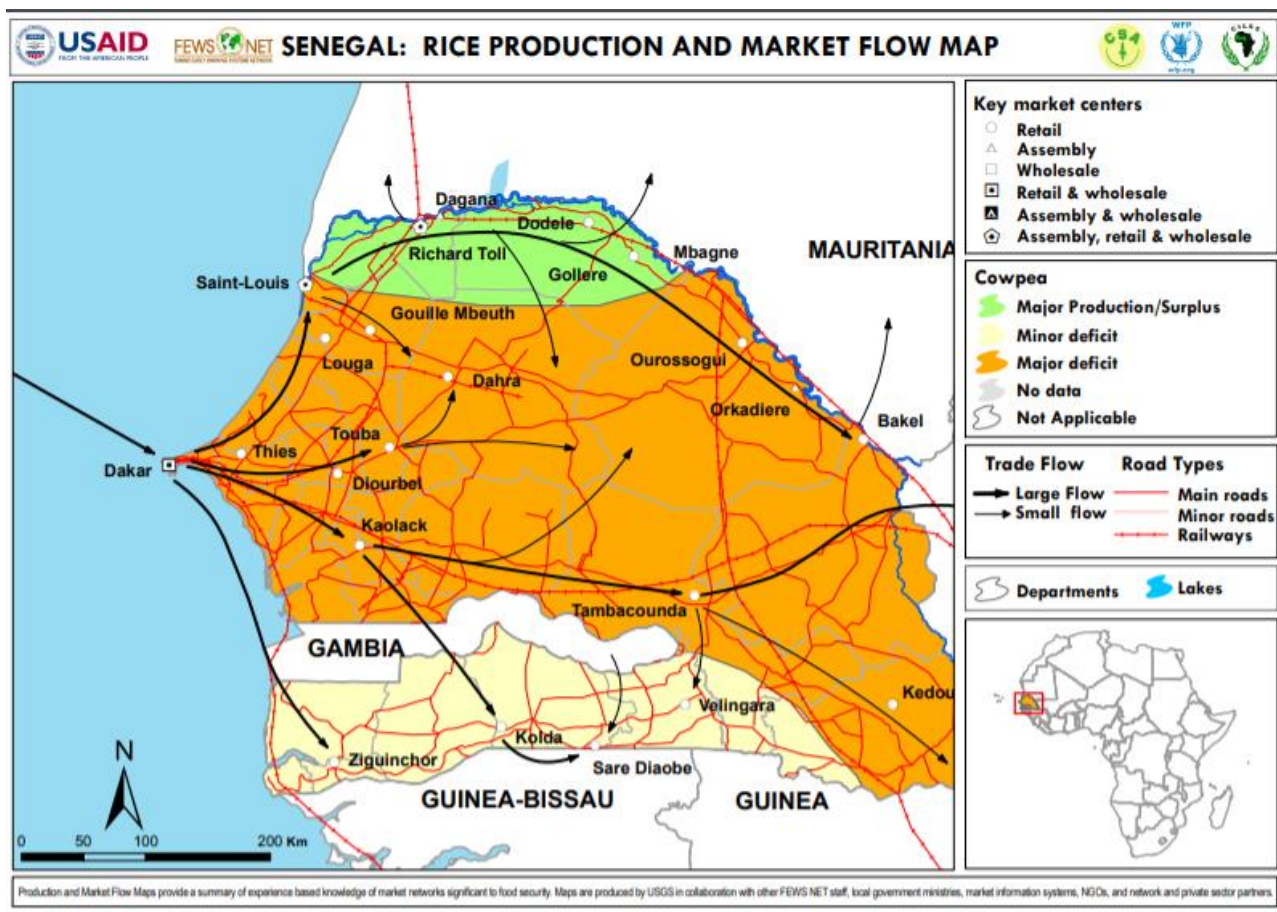 USAID
FROM THE AMERICAN PEOPLE
FEWS NET
FAMINE EARLY WARNING SYSTEMS NETWORK
SENEGAL: RICE PRODUCTION AND MARKET FLOW MAP
WFP
wfp.org
CILSS
Key market centers
Retail
Assembly
Wholesale
Retail & wholesale
Assembly & wholesale
Assembly, retail & wholesale
Cowpea
Major Production/Surplus
Minor deficit
Major deficit
No data
Not Applicable
Trade Flow
Large Flow
Small flow
Road Types
Main roads
Minor roads
Railways
Departments
Lakes
Dagana
Dodele
Richard Toll
Gollere
Mbagne
MAURITANIA
Saint-Louis
Gouille Mbeuth
Louga
Dahra
Ourossogui
Orkadiere
Bakel
Touba
Thies
Dakar
Diourbel
Kaolack
Tambacounda
GAMBIA
Velingara
Kedou
Kolda
Ziguinchor
Sare Diaobe
GUINEA-BISSAU
GUINEA
N
0 50 100 200 Km
Production and Market Flow Maps provide a summary of experience based knowledge of market networks significant to food security. Maps are produced by USGS in collaboration with other FEWS NET staff, local government ministries, market information systems, NGOs, and network and private sector partners.